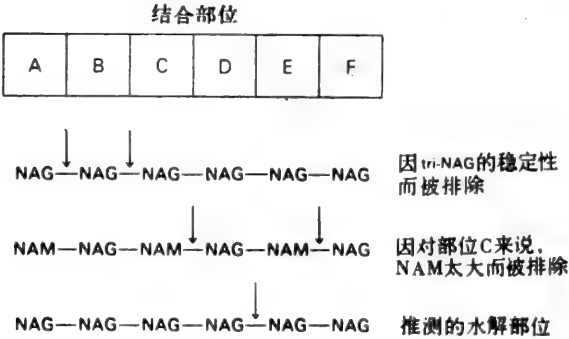 结合部位
A B C D E F
NAG—NAG—NAG—NAG—NAG—NAG
因tri-NAG的稳定性
而被排除
NAM—NAG—NAM—NAG—NAM—NAG
因对部位C来说,
NAM太大而被排除
NAG—NAG—NAG—NAG—NAG—NAG
推测的水解部位